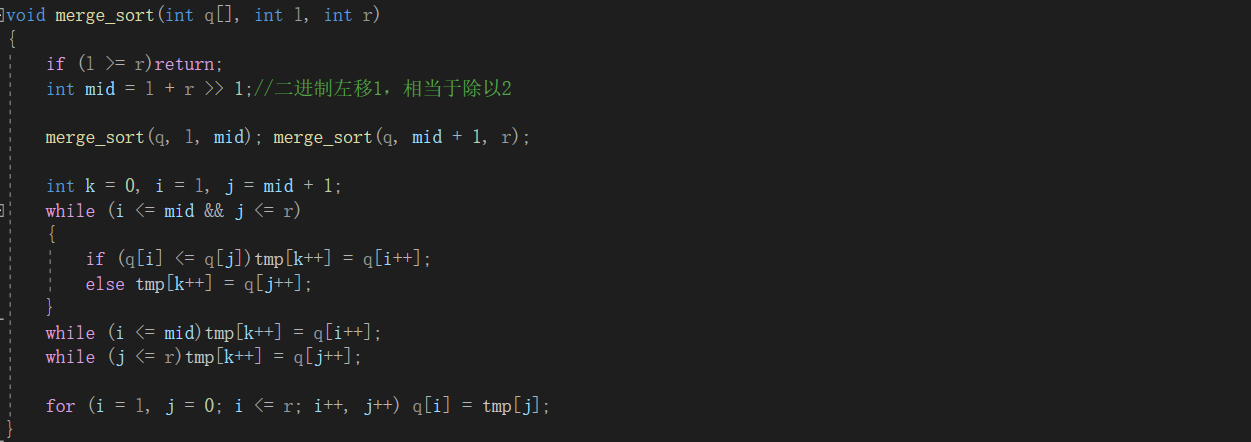 void merge_sort(int q[], int l, int r)
{
    if (l >= r)return;
    int mid = l + r >> 1;//二进制左移1，相当于除以2
    merge_sort(q, l, mid); merge_sort(q, mid + 1, r);
    int k = 0, i = l, j = mid + 1;
    while (i <= mid && j <= r)
    {
        if (q[i] <= q[j])tmp[k++] = q[i++];
        else tmp[k++] = q[j++];
    }
    while (i <= mid)tmp[k++] = q[i++];
    while (j <= r)tmp[k++] = q[j++];
    for (i = l, j = 0; i <= r; i++, j++) q[i] = tmp[j];
}